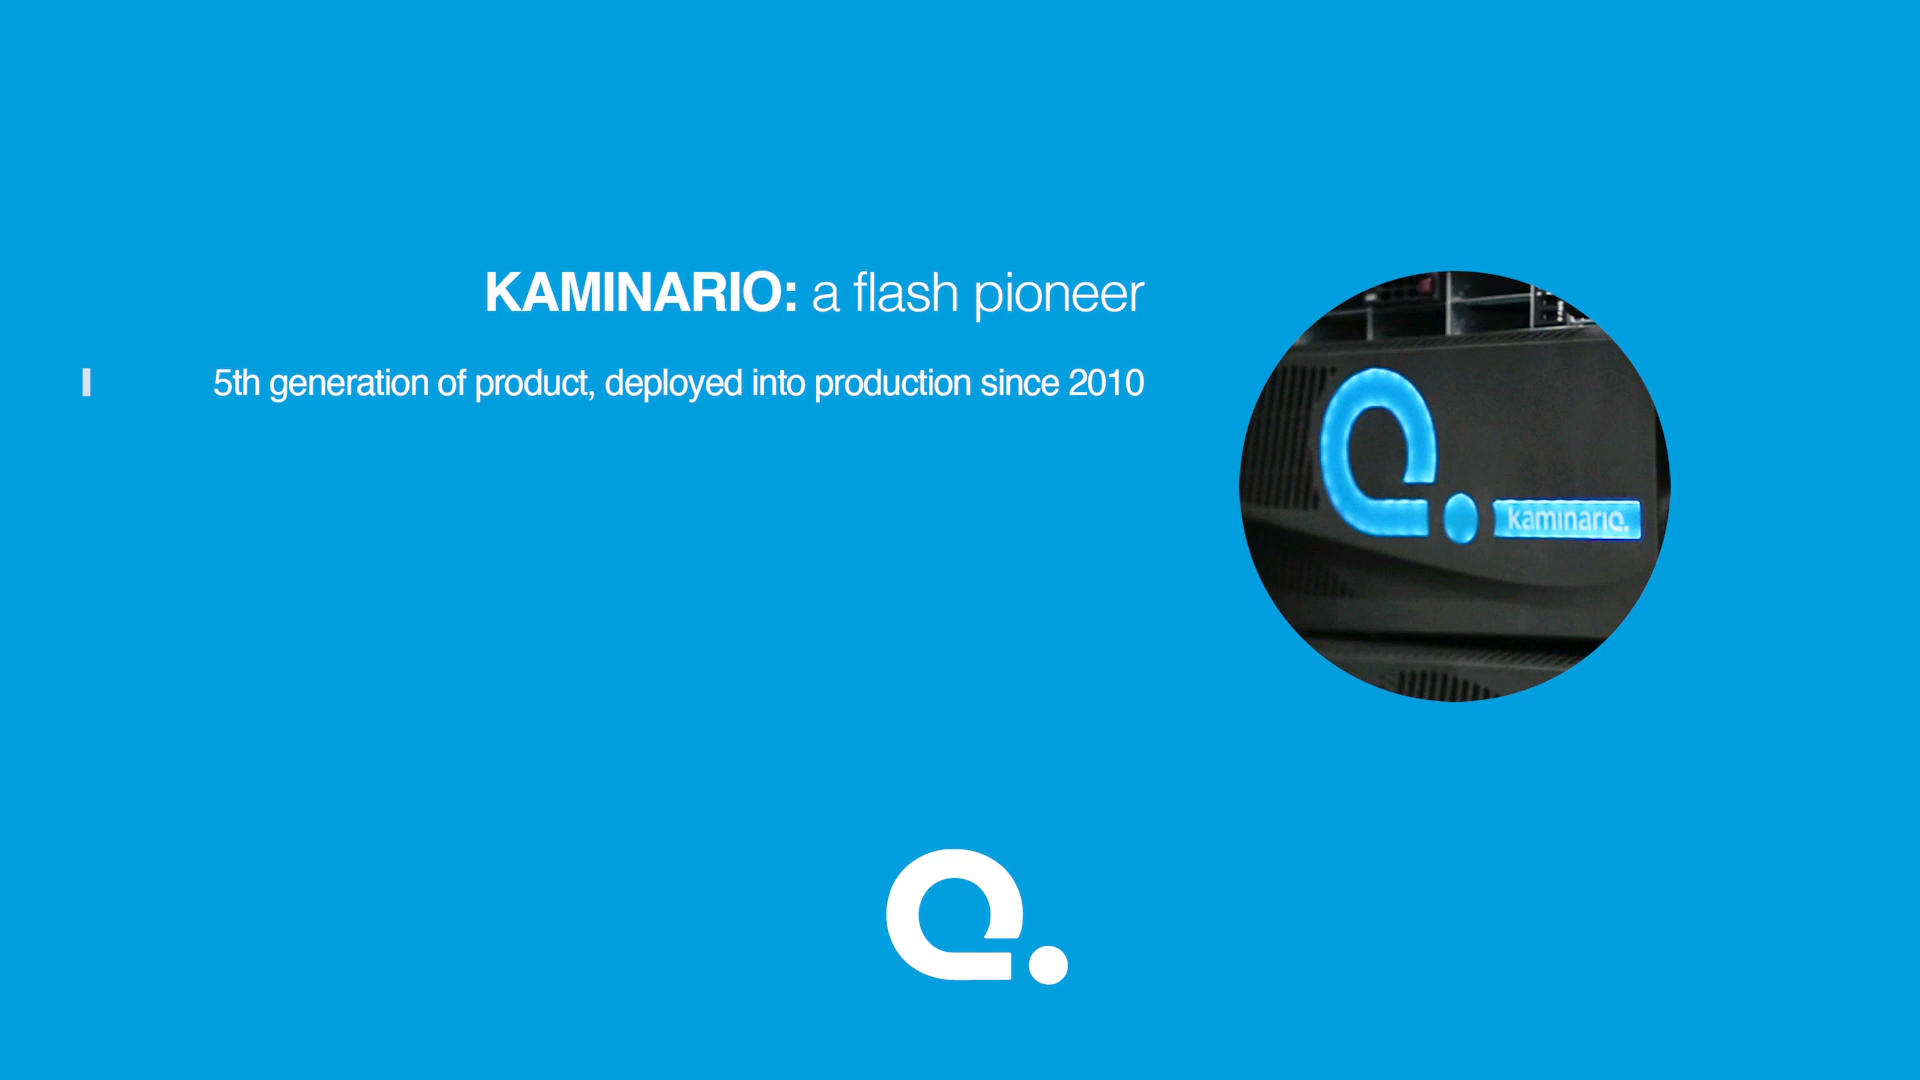 KAMINARIO: a flash pioneer
5th generation of product, deployed into production since 2010
kaminario.